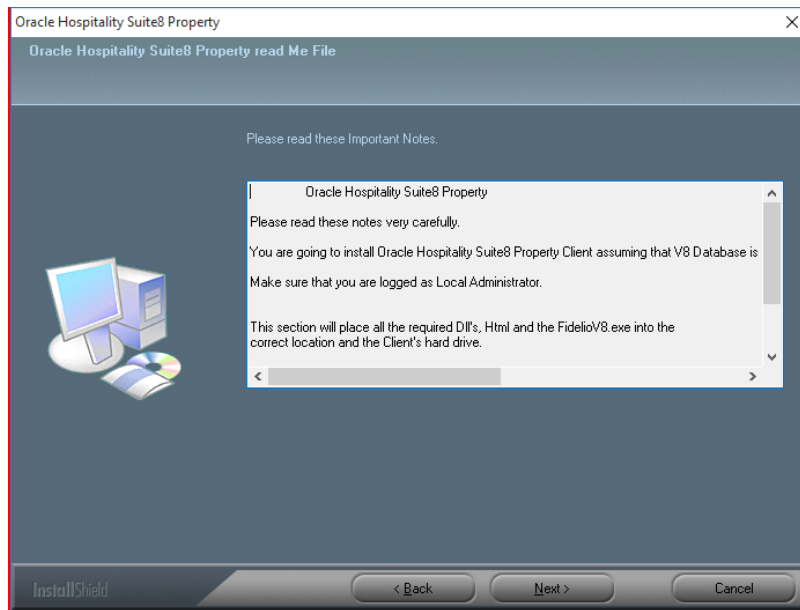 Oracle Hospitality Suite8 Property
Oracle Hospitality Suite8 Property read Me File
Please read these Important Notes.
Oracle Hospitality Suite8 Property
Please read these notes very carefully.
You are going to install Oracle Hospitality Suite8 Property Client assuming that V8 Database is
Make sure that you are logged as Local Administrator.
This section will place all the required Dll's, Html and the FidelioV8.exe into the
correct location and the Client's hard drive.
InstallShield
< Back
Next >
Cancel